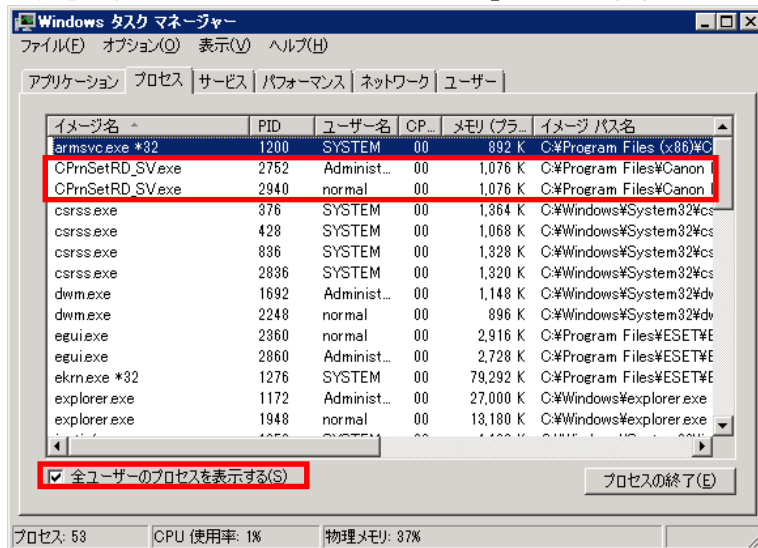 Windows タスク マネージャー
ファイル(F) オプション(O) 表示(V) ヘルプ(H)
アプリケーション プロセス サービス パフォーマンス ネットワーク ユーザー
イメージ名 PID ユーザー名 CP... メモリ (プラ... イメージ パス名
armsvc.exe *32 1200 SYSTEM 00 892 K C:¥Program Files (x86)¥C
CPrnSetRD_SV.exe 2752 Administ... 00 1,076 K C:¥Program Files¥Canon
CPrnSetRD_SV.exe 2940 normal 00 1,076 K C:¥Program Files¥Canon
csrss.exe 376 SYSTEM 00 1,364 K C:¥Windows¥System32¥cs
csrss.exe 428 SYSTEM 00 1,068 K C:¥Windows¥System32¥cs
csrss.exe 836 SYSTEM 00 1,328 K C:¥Windows¥System32¥cs
csrss.exe 2836 SYSTEM 00 1,320 K C:¥Windows¥System32¥cs
dwm.exe 1692 Administ... 00 1,148 K C:¥Windows¥System32¥dw
dwm.exe 2248 normal 00 896 K C:¥Windows¥System32¥dw
egui.exe 2360 normal 00 2,916 K C:¥Program Files¥ESET¥E
egui.exe 2860 Administ... 00 2,728 K C:¥Program Files¥ESET¥E
ekrn.exe *32 1276 SYSTEM 00 79,292 K C:¥Program Files¥ESET¥E
explorer.exe 1172 Administ... 00 27,000 K C:¥Windows¥explorer.exe
explorer.exe 1948 normal 00 13,180 K C:¥Windows¥explorer.exe
全ユーザーのプロセスを表示する(S) プロセスの終了(E)
プロセス: 53 CPU 使用率: 1% 物理メモリ: 37%